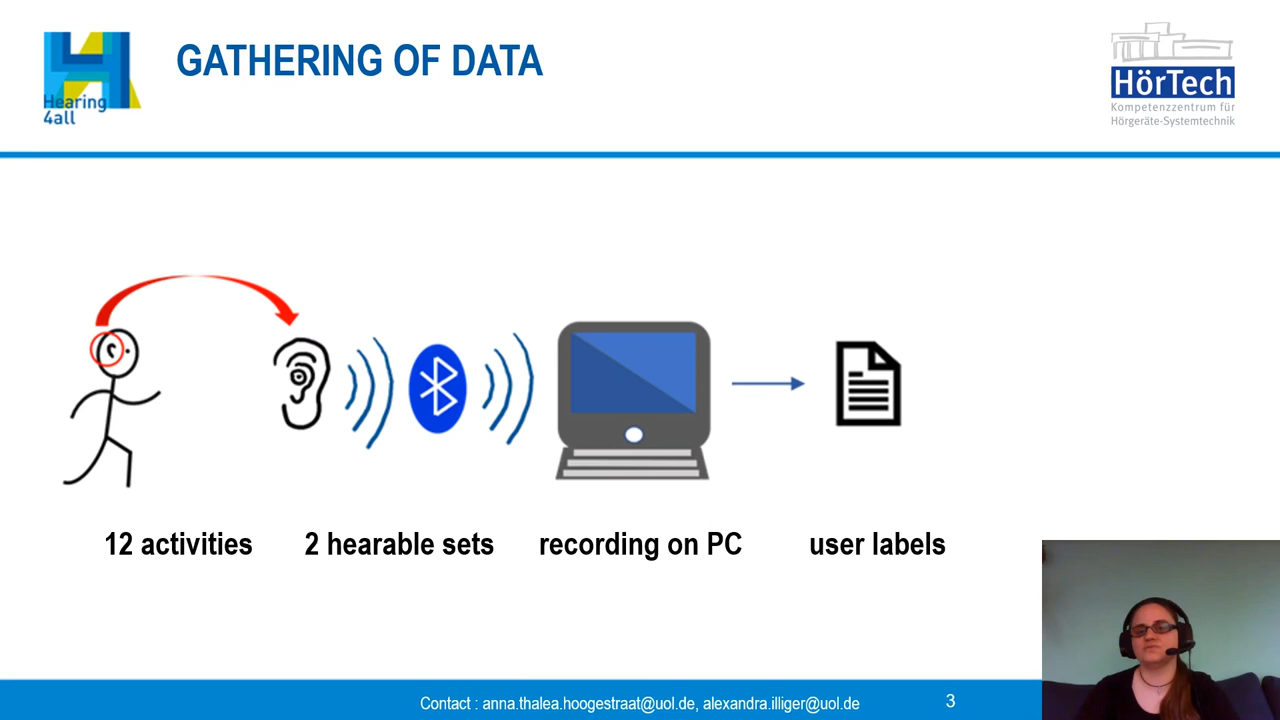 Hearing
4all
GATHERING OF DATA
HörTech
Kompetenzzentrum für
Hörgeräte-Systemtechnik
12 activities
2 hearable sets
recording on PC
user labels
Contact : anna.thalea.hoogestraat@uol.de, alexandra.illiger@uol.de
3